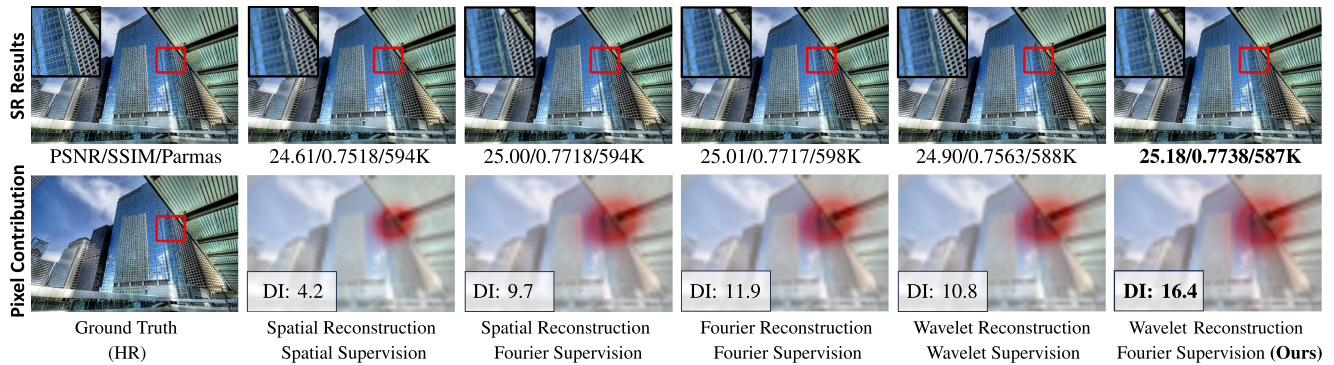 SR Results
PSNR/SSIM/Parmas
24.61/0.7518/594K
25.00/0.7718/594K
25.01/0.7717/598K
24.90/0.7563/588K
25.18/0.7738/587K
Pixel Contribution
DI: 4.2
DI: 9.7
DI: 11.9
DI: 10.8
DI: 16.4
Ground Truth
(HR)
Spatial Reconstruction
Spatial Supervision
Spatial Reconstruction
Fourier Supervision
Fourier Reconstruction
Fourier Supervision
Wavelet Reconstruction
Wavelet Supervision
Wavelet Reconstruction
Fourier Supervision (Ours)